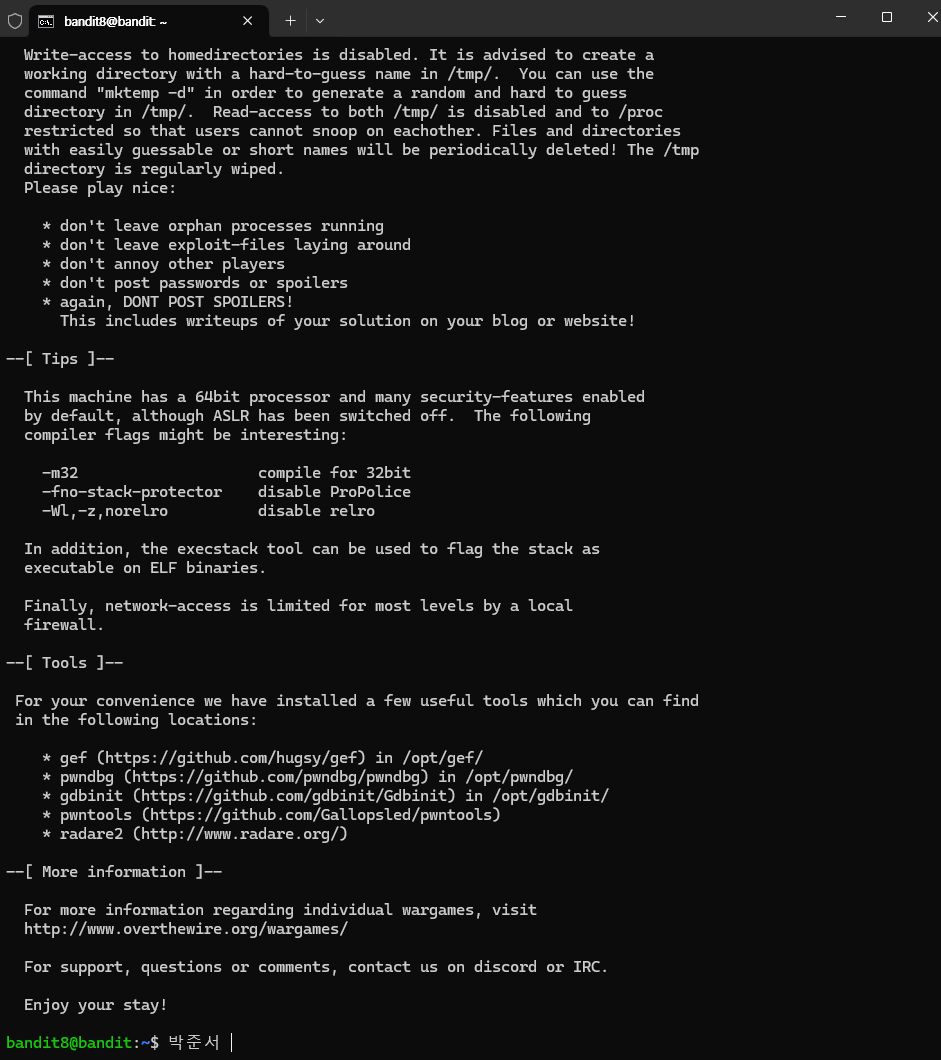 bandit8@bandit: ~
Write-access to homedirectories is disabled. It is advised to create a
working directory with a hard-to-guess name in /tmp/.  You can use the
command "mktemp -d" in order to generate a random and hard to guess
directory in /tmp/.  Read-access to both /tmp/ is disabled and to /proc
restricted so that users cannot snoop on eachother. Files and directories
with easily guessable or short names will be periodically deleted! The /tmp
directory is regularly wiped.
Please play nice:
* don't leave orphan processes running
* don't leave exploit-files laying around
* don't annoy other players
* don't post passwords or spoilers
* again, DONT POST SPOILERS!
This includes writeups of your solution on your blog or website!
--[ Tips ]--
This machine has a 64bit processor and many security-features enabled
by default, although ASLR has been switched off.  The following
compiler flags might be interesting:
-m32                    compile for 32bit
-fno-stack-protector    disable ProPolice
-Wl,-z,norelro          disable relro
In addition, the execstack tool can be used to flag the stack as
executable on ELF binaries.
Finally, network-access is limited for most levels by a local
firewall.
--[ Tools ]--
For your convenience we have installed a few useful tools which you can find
in the following locations:
* gef (https://github.com/hugsy/gef) in /opt/gef/
* pwndbg (https://github.com/pwndbg/pwndbg) in /opt/pwndbg/
* gdbinit (https://github.com/gdbinit/Gdbinit) in /opt/gdbinit/
* pwntools (https://github.com/Gallopsled/pwntools)
* radare2 (http://www.radare.org/)
--[ More information ]--
For more information regarding individual wargames, visit
http://www.overthewire.org/wargames/
For support, questions or comments, contact us on discord or IRC.
Enjoy your stay!
bandit8@bandit:~$ 박준서